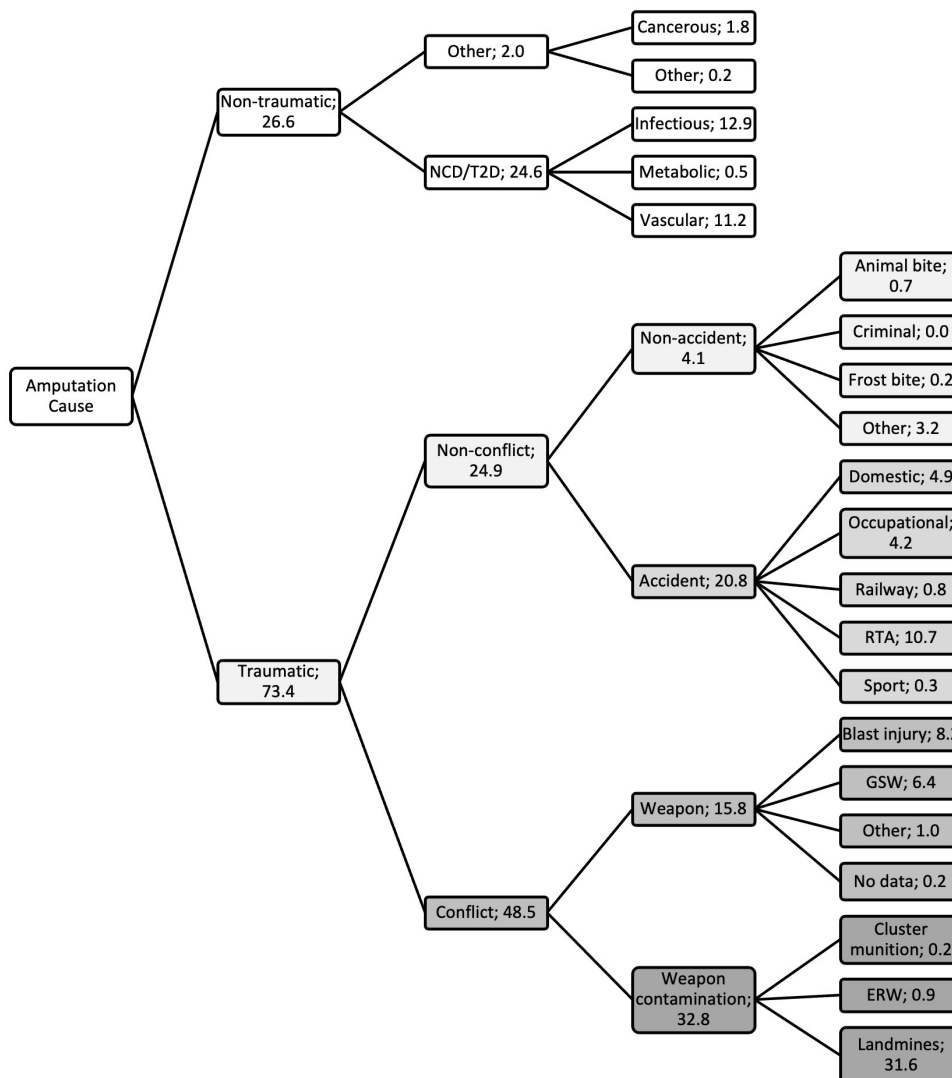 Cancerous; 1.8
Other; 2.0
Other; 0.2
Non-traumatic;
26.6
Infectious; 12.9
NCD/T2D; 24.6
Metabolic; 0.5
Vascular; 11.2
Animal bite;
0.7
Non-accident;
4.1
Criminal; 0.0
Frost bite; 0.2
Amputation
Cause
Other; 3.2
Non-conflict;
24.9
Domestic; 4.9
Occupational;
4.2
Accident; 20.8
Railway; 0.8
RTA; 10.7
Traumatic;
73.4
Sport; 0.3
Blast injury; 8.
GSW; 6.4
Weapon; 15.8
Other; 1.0
No data; 0.2
Conflict; 48.5
Cluster
munition; 0.2
Weapon
contamination;
32.8
ERW; 0.9
Landmines;
31.6